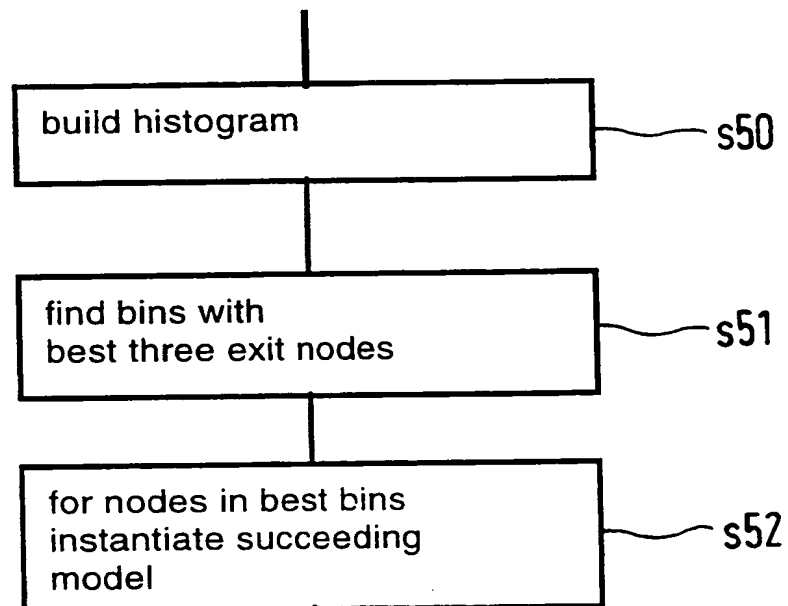 build histogram
s50
find bins with
best three exit nodes
s51
for nodes in best bins
instantiate succeeding
model
s52